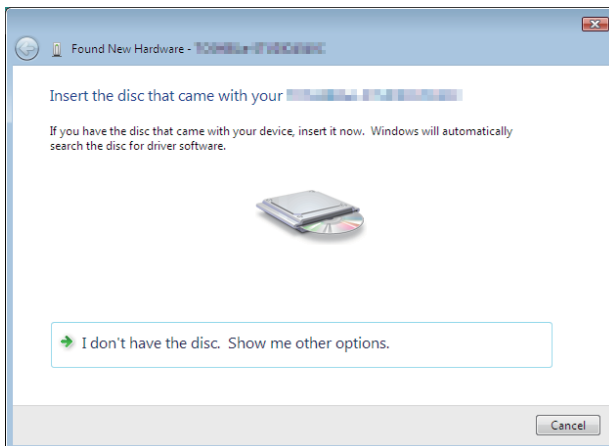 Found New Hardware -
Insert the disc that came with your
If you have the disc that came with your device, insert it now.  Windows will automatically
search the disc for driver software.
I don't have the disc.  Show me other options.
Cancel